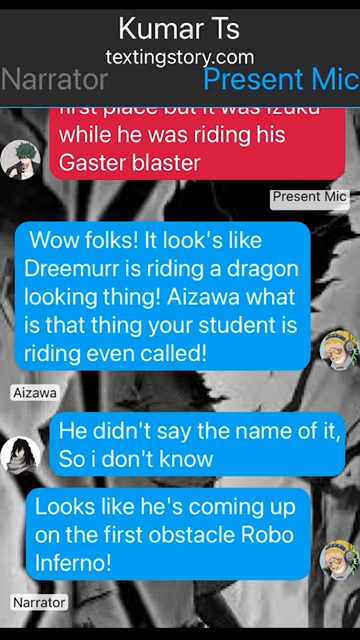 Kumar Ts
textingstory.com
Narrator
Present Mic
first place but it was Izuku
while he was riding his
Gaster blaster
Present Mic
Wow folks! It look's like
Dreemurr is riding a dragon
looking thing! Aizawa what
is that thing your student is
riding even called!
Aizawa
He didn't say the name of it,
So i don't know
Looks like he's coming up
on the first obstacle Robo
Inferno!
Narrator